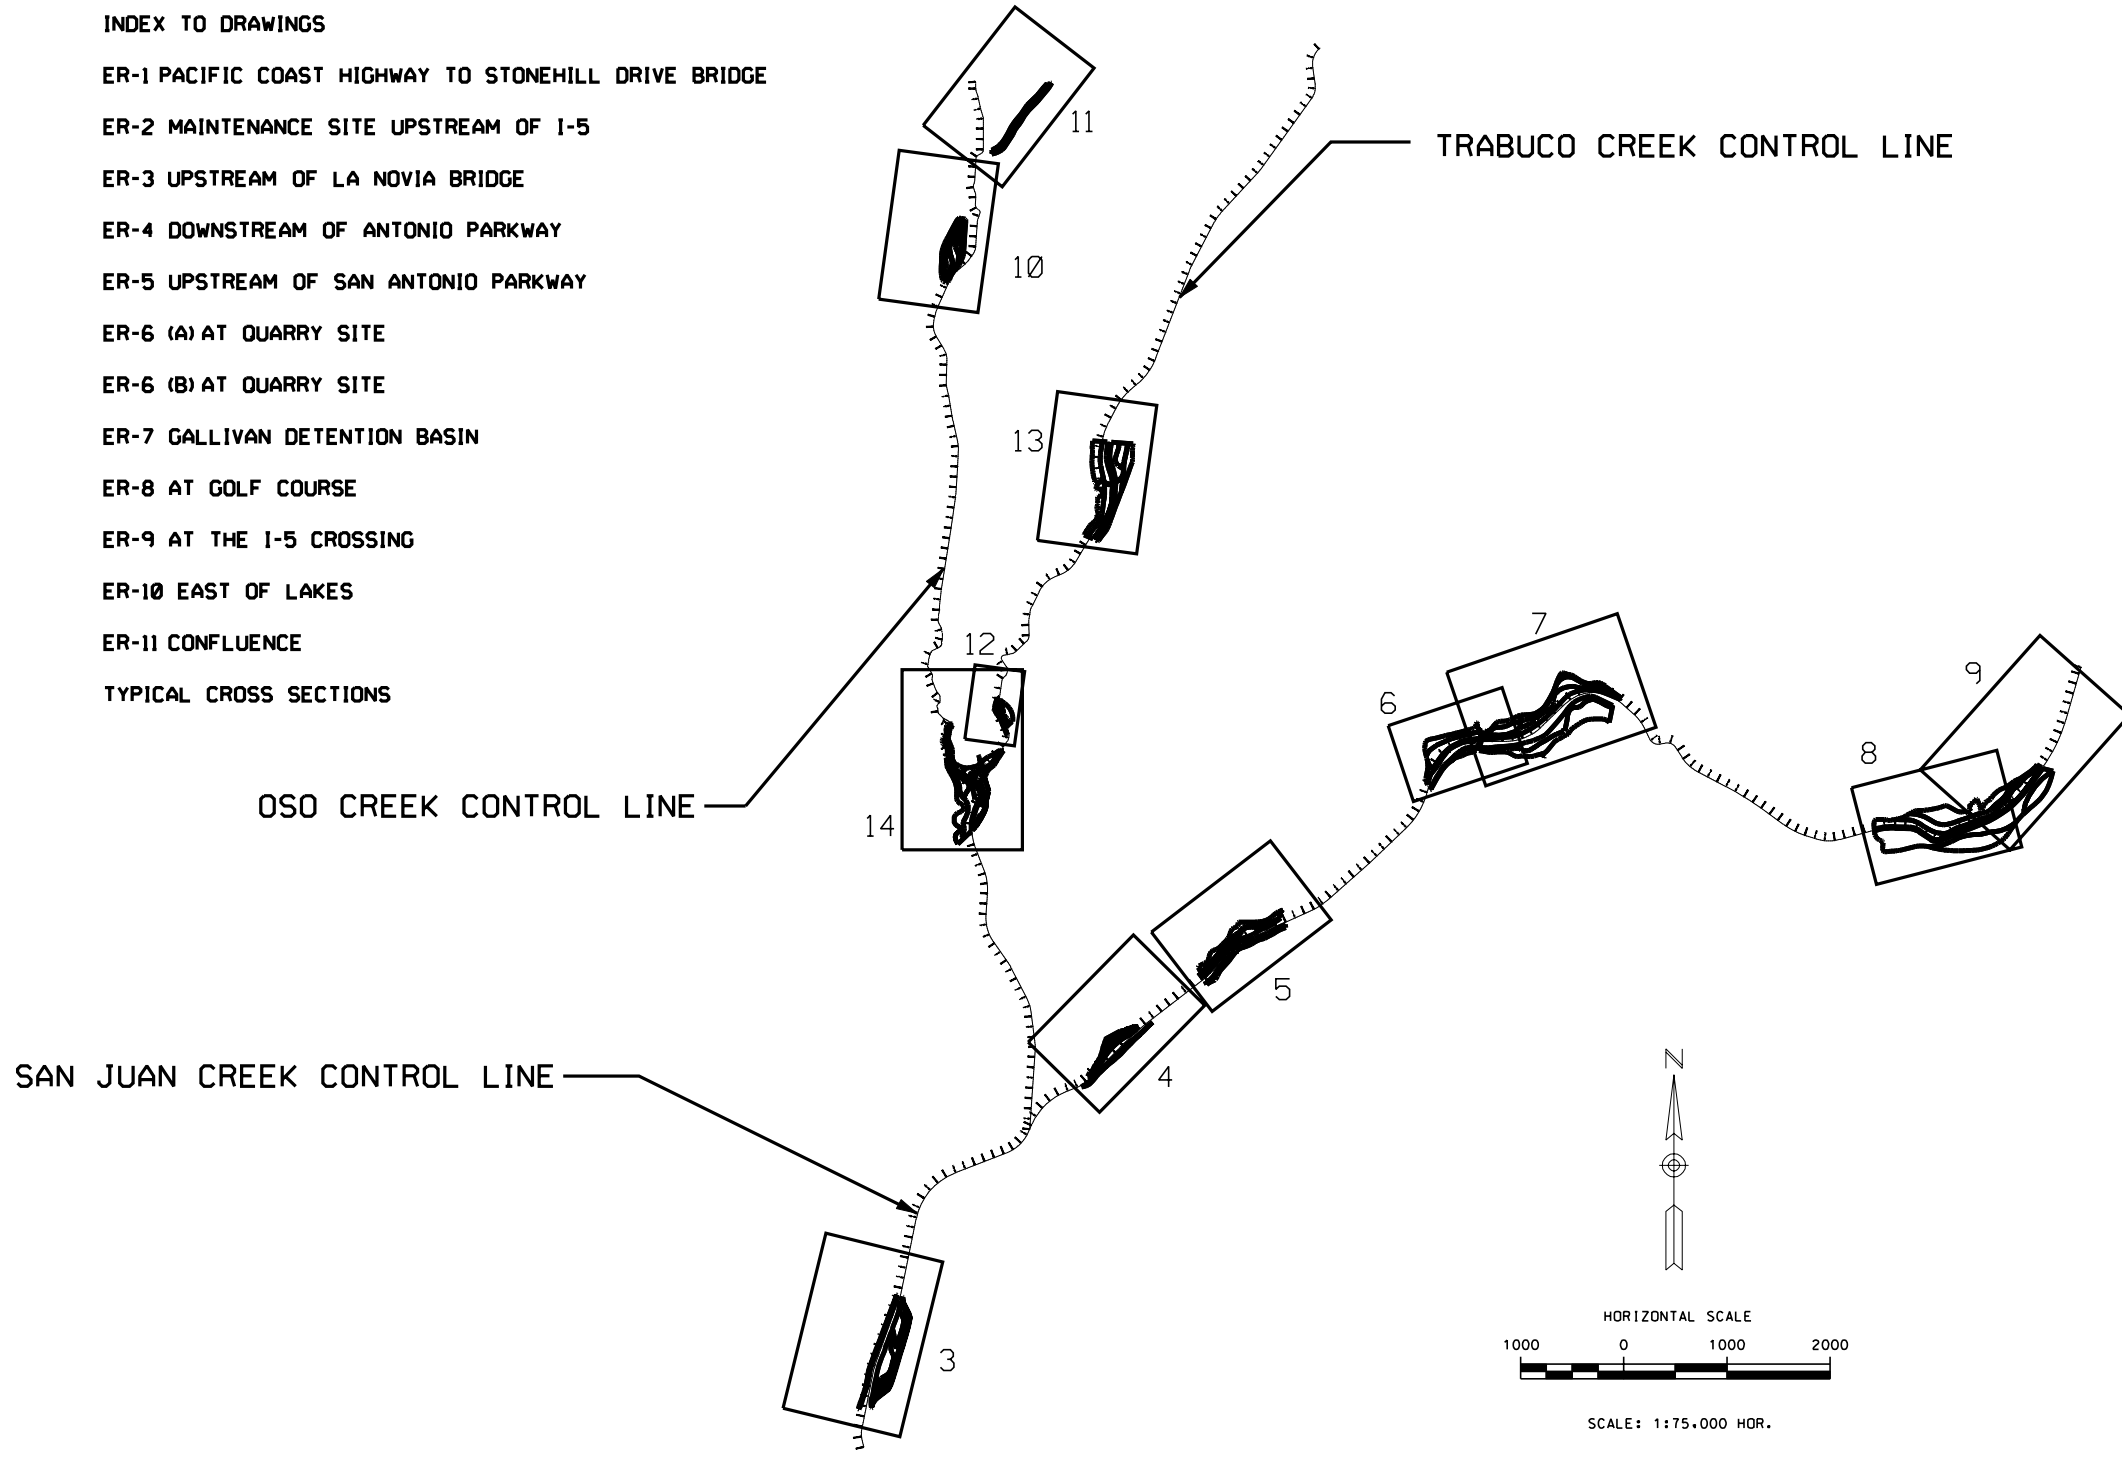 INDEX TO DRAWINGS
ER-1 PACIFIC COAST HIGHWAY TO STONEHILL DRIVE BRIDGE
ER-2 MAINTENANCE SITE UPSTREAM OF I-5
ER-3 UPSTREAM OF LA NOVIA BRIDGE
ER-4 DOWNSTREAM OF ANTONIO PARKWAY
ER-5 UPSTREAM OF SAN ANTONIO PARKWAY
ER-6 (A) AT QUARRY SITE
ER-6 (B) AT QUARRY SITE
ER-7 GALLIVAN DETENTION BASIN
ER-8 AT GOLF COURSE
ER-9 AT THE I-5 CROSSING
ER-10 EAST OF LAKES
ER-11 CONFLUENCE
TYPICAL CROSS SECTIONS
11
TRABUCO CREEK CONTROL LINE
10
13
12
7
9
6
8
OSO CREEK CONTROL LINE
14
5
SAN JUAN CREEK CONTROL LINE
4
N
3
HORIZONTAL SCALE
1000 0 1000 2000
SCALE: 1:75,000 HOR.